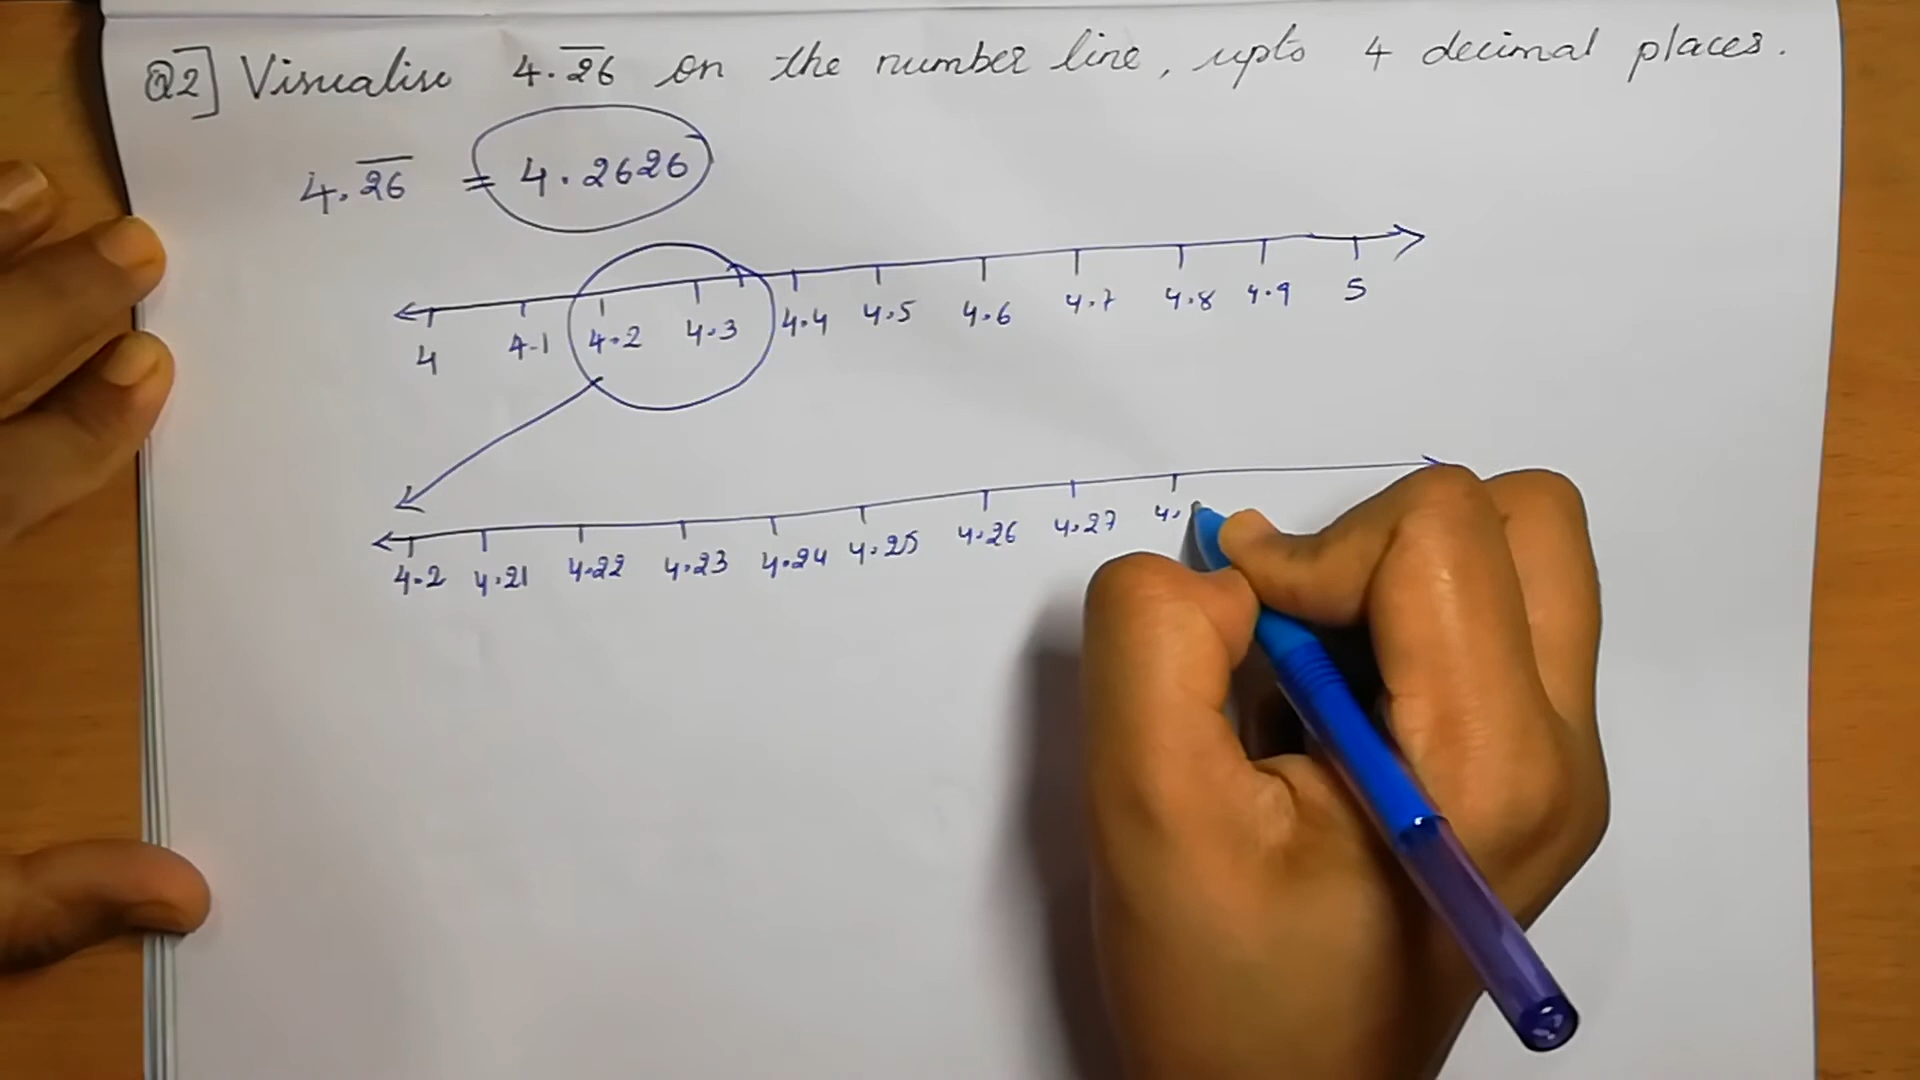 Q2] Visualise 4.2̅6̅ on the number line, upto 4 decimal places.
4.2̅6̅ = 4.2626
4 4.1 4.2 4.3 4.4 4.5 4.6 4.7 4.8 4.9 5
4.2 4.21 4.22 4.23 4.24 4.25 4.26 4.27 4.